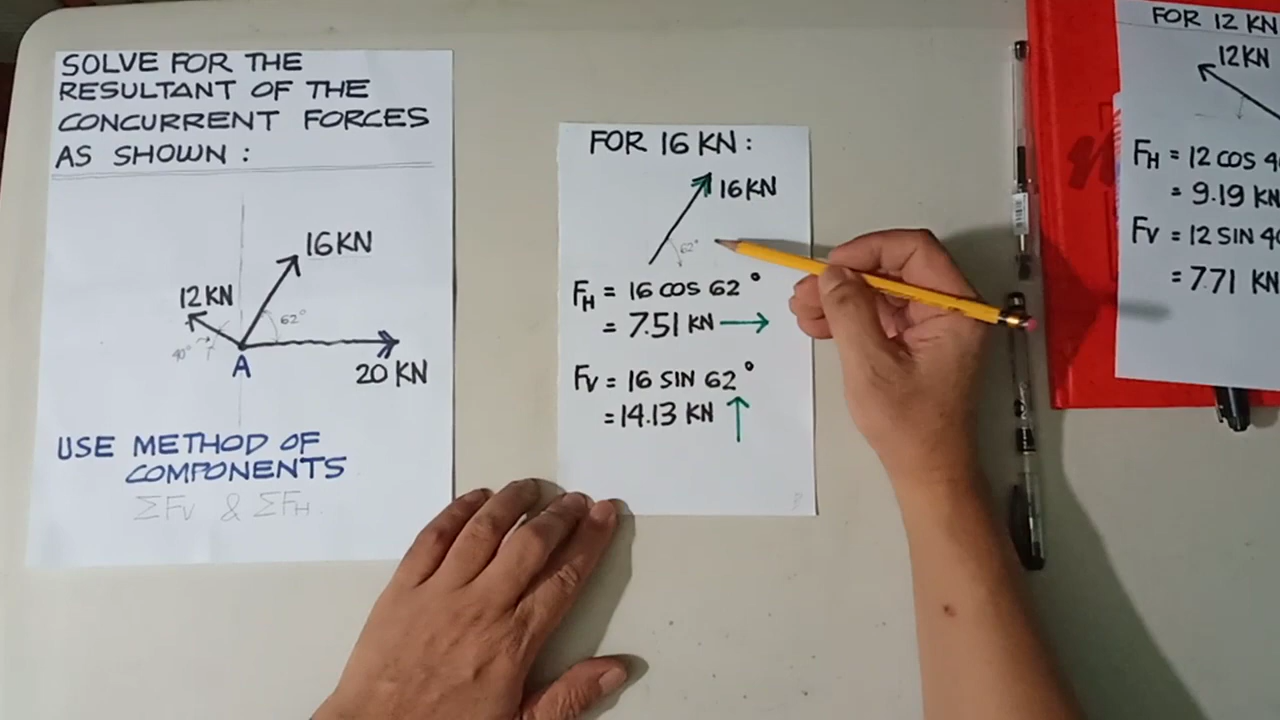 SOLVE FOR THE
RESULTANT OF THE
CONCURRENT FORCES
AS SHOWN :
16 KN
12 KN
62°
40°
A
20 KN
USE METHOD OF
COMPONENTS
ΣFV & ΣFH
FOR 16 KN :
16 KN
62°
FH = 16 COS 62°
= 7.51 KN →
FV = 16 SIN 62°
= 14.13 KN ↑
FOR 12 KN
12 KN
FH = 12 COS 4
= 9.19 KN
FV = 12 SIN 4
= 7.71 KN